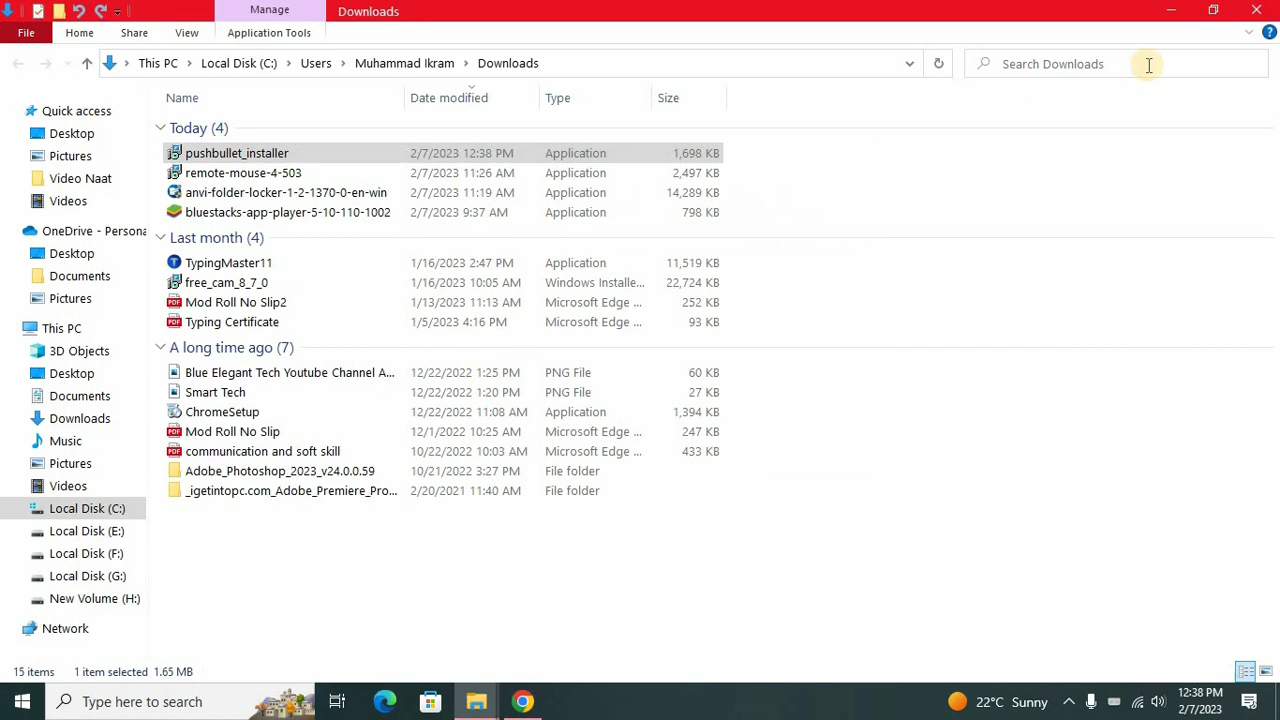 Manage
Downloads
File
Home
Share
View
Application Tools
This PC
Local Disk (C:)
Users
Muhammad Ikram
Downloads
Search Downloads
Name
Date modified
Type
Size
Today (4)
pushbullet_installer 2/7/2023 12:38 PM Application 1,698 KB
remote-mouse-4-503 2/7/2023 11:26 AM Application 2,497 KB
anvi-folder-locker-1-2-1370-0-en-win 2/7/2023 11:19 AM Application 14,289 KB
bluestacks-app-player-5-10-110-1002 2/7/2023 9:37 AM Application 798 KB
Last month (4)
TypingMaster11 1/16/2023 2:47 PM Application 11,519 KB
free_cam_8_7_0 1/16/2023 10:05 AM Windows Installe... 22,724 KB
Mod Roll No Slip2 1/13/2023 11:13 AM Microsoft Edge ... 252 KB
Typing Certificate 1/5/2023 4:16 PM Microsoft Edge ... 93 KB
A long time ago (7)
Blue Elegant Tech Youtube Channel A... 12/22/2022 1:25 PM PNG File 60 KB
Smart Tech 12/22/2022 1:20 PM PNG File 27 KB
ChromeSetup 12/22/2022 11:08 AM Application 1,394 KB
Mod Roll No Slip 12/1/2022 10:25 AM Microsoft Edge ... 247 KB
communication and soft skill 10/22/2022 10:03 AM Microsoft Edge ... 433 KB
Adobe_Photoshop_2023_v24.0.0.59 10/21/2022 3:27 PM File folder
_igetintopc.com_Adobe_Premiere_Pro... 2/20/2021 11:40 AM File folder
Quick access
Desktop
Pictures
Video Naat
Videos
OneDrive - Persona
Desktop
Documents
Pictures
This PC
3D Objects
Desktop
Documents
Downloads
Music
Pictures
Videos
Local Disk (C:)
Local Disk (E:)
Local Disk (F:)
Local Disk (G:)
New Volume (H:)
Network
15 items
1 item selected 1.65 MB
Type here to search
22°C Sunny
12:38 PM
2/7/2023